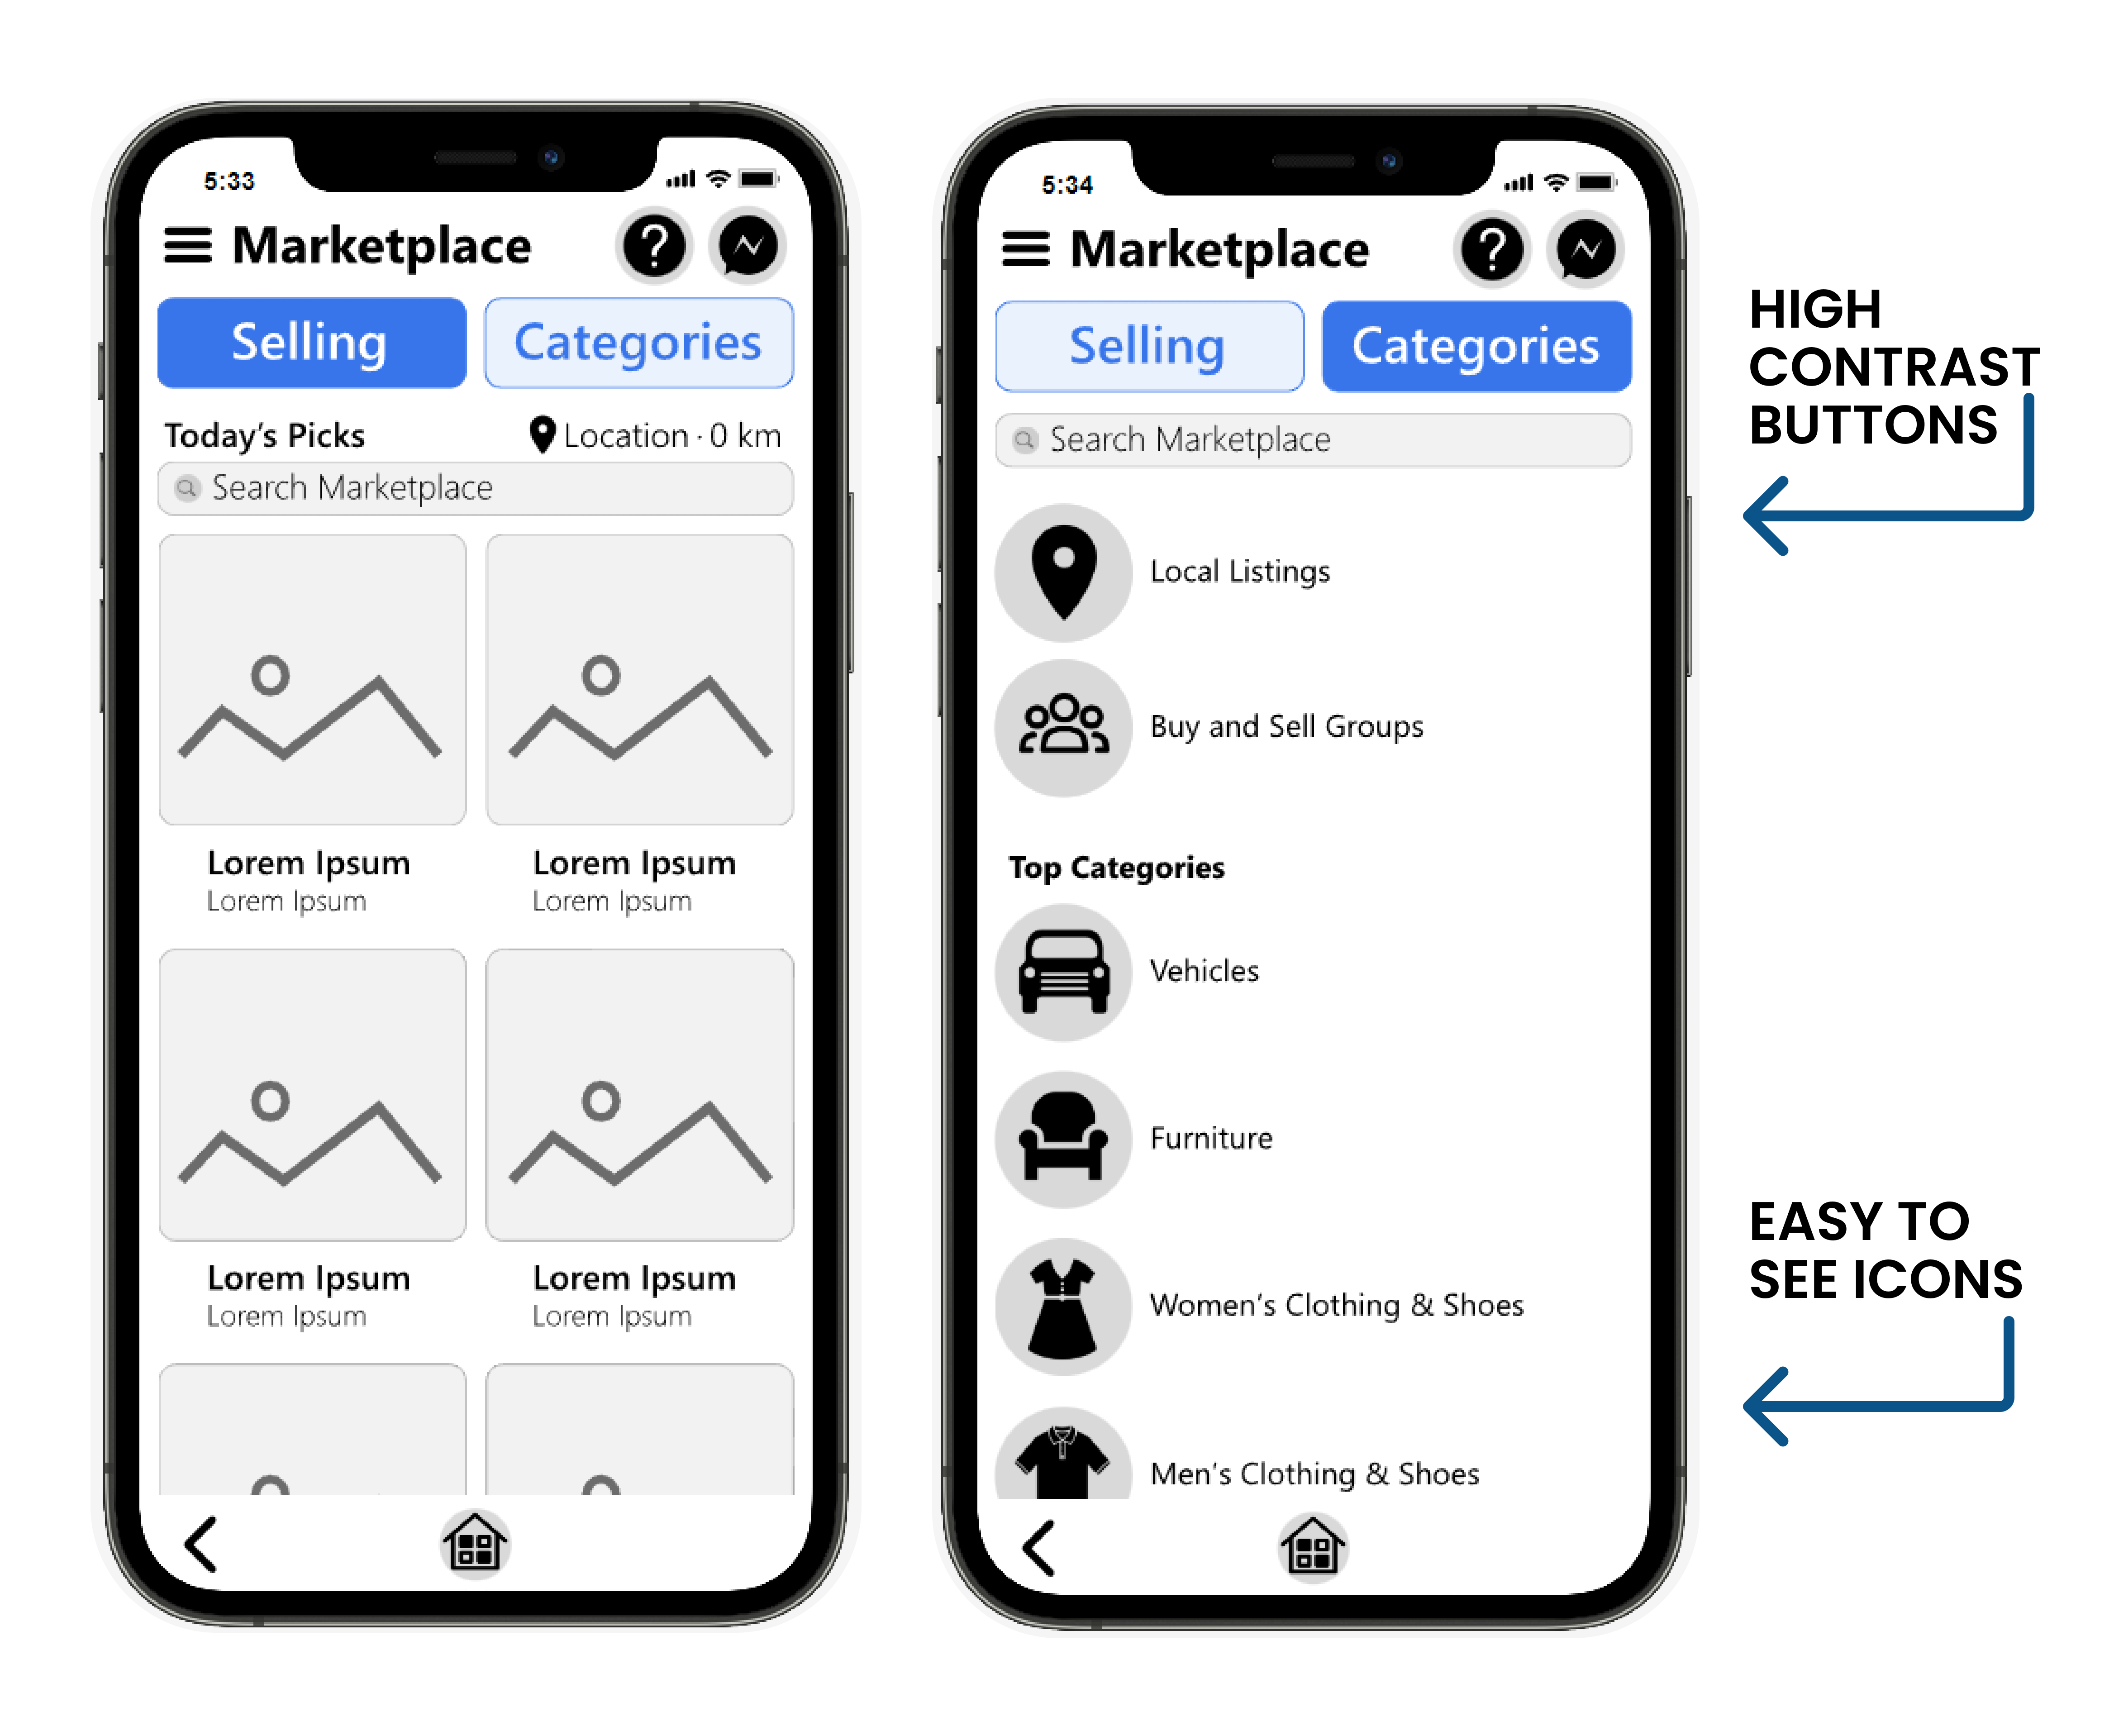 5:33
Marketplace
?
Selling
Categories
Today's Picks
Location · 0 km
Search Marketplace
Lorem Ipsum
Lorem Ipsum
Lorem Ipsum
Lorem Ipsum
Lorem Ipsum
Lorem Ipsum
Lorem Ipsum
Lorem Ipsum
5:34
Marketplace
?
Selling
Categories
Search Marketplace
Local Listings
Buy and Sell Groups
Top Categories
Vehicles
Furniture
Women's Clothing & Shoes
Men's Clothing & Shoes
HIGH
CONTRAST
BUTTONS
EASY TO
SEE ICONS